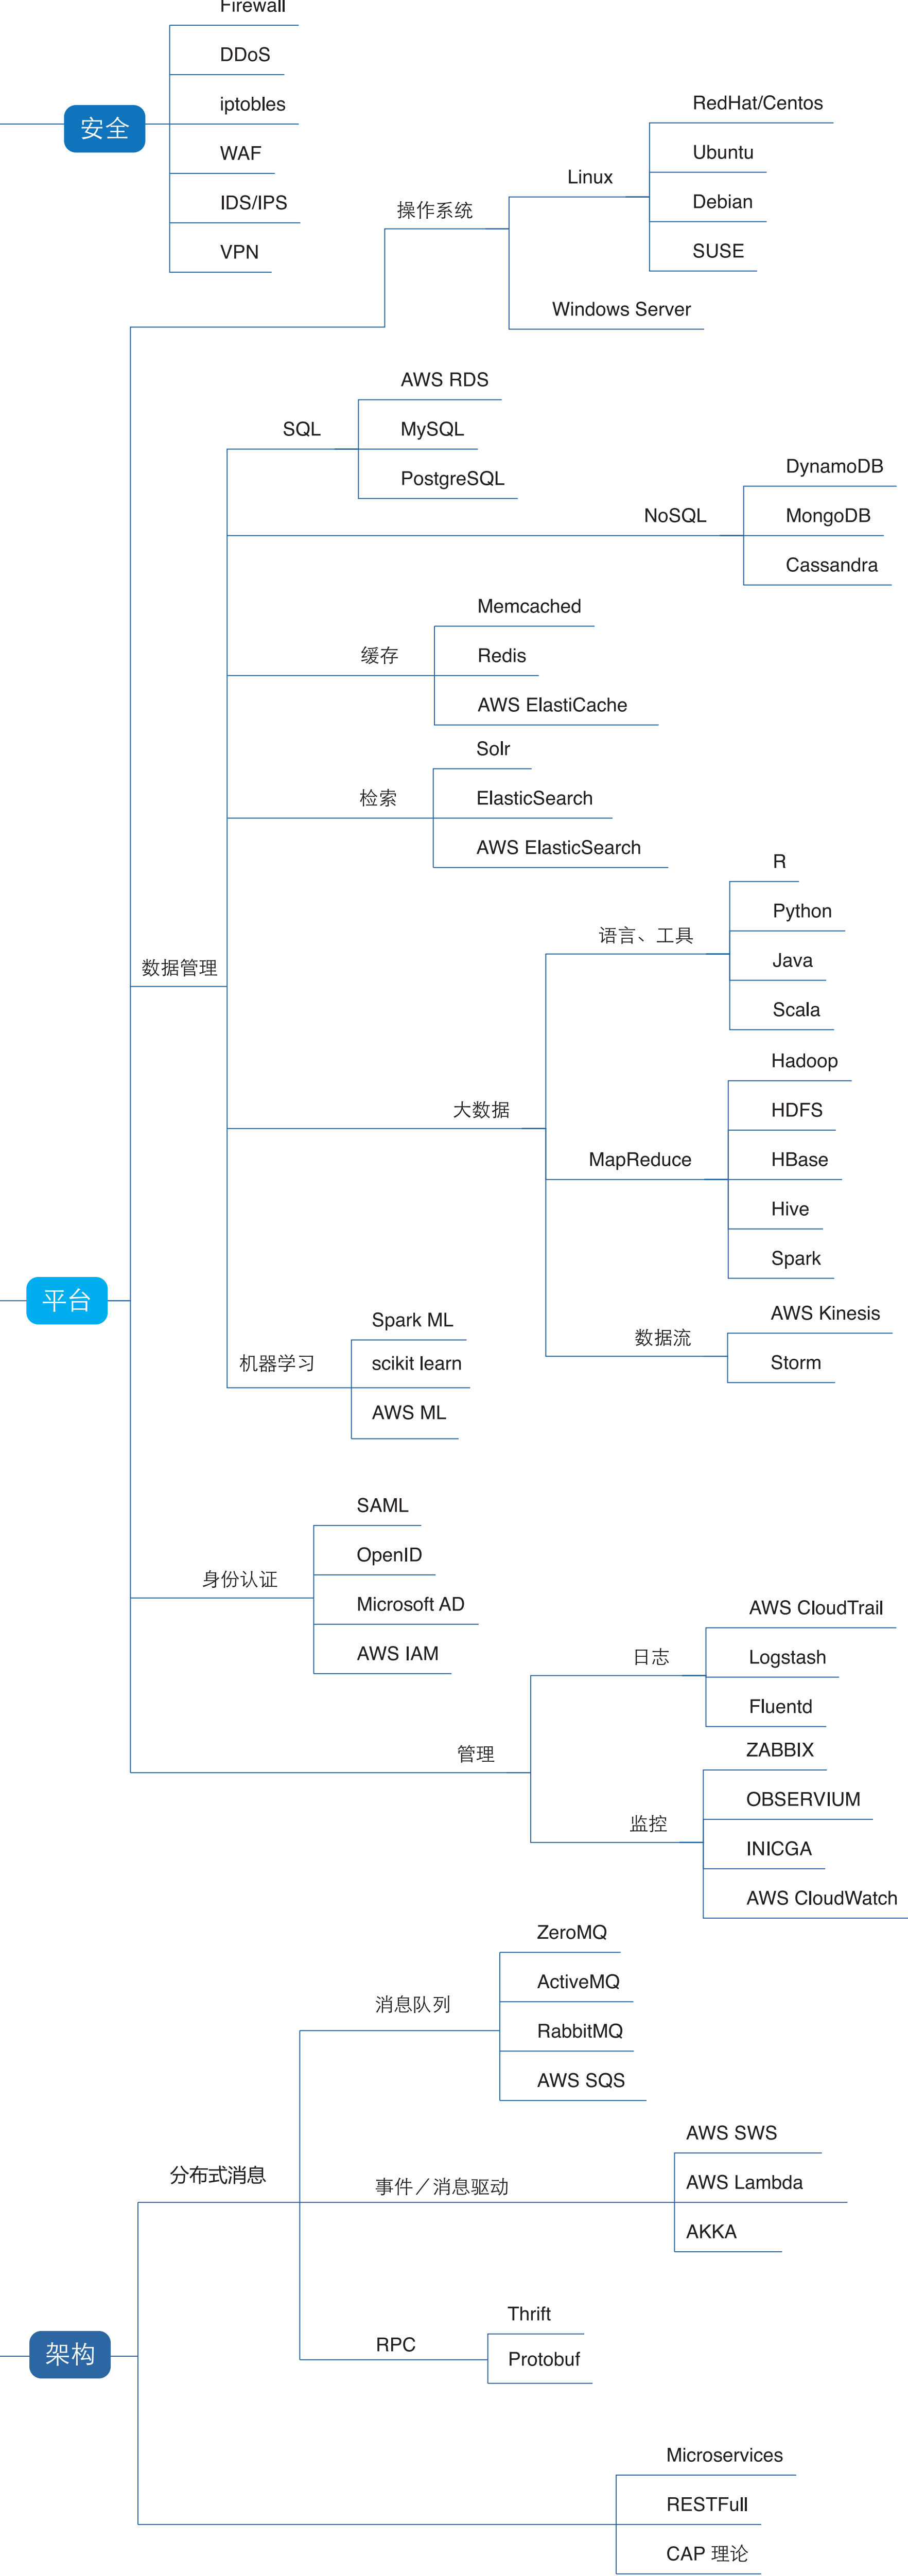 Firewall
DDoS
iptobles
安全
WAF
IDS/IPS
VPN
RedHat/Centos
Ubuntu
Linux
Debian
操作系统
SUSE
Windows Server
AWS RDS
SQL
MySQL
PostgreSQL
DynamoDB
NoSQL
MongoDB
Cassandra
Memcached
缓存
Redis
AWS ElastiCache
Solr
检索
ElasticSearch
AWS ElasticSearch
R
Python
语言、工具
Java
数据管理
Scala
Hadoop
大数据
HDFS
MapReduce
HBase
Hive
Spark
平台
AWS Kinesis
Spark ML
数据流
机器学习
scikit learn
Storm
AWS ML
SAML
OpenID
身份认证
Microsoft AD
AWS IAM
AWS CloudTrail
日志
Logstash
Fluentd
管理
ZABBIX
OBSERVIUM
监控
INICGA
AWS CloudWatch
ZeroMQ
ActiveMQ
消息队列
RabbitMQ
AWS SQS
AWS SWS
分布式消息
事件／消息驱动
AWS Lambda
AKKA
Thrift
RPC
Protobuf
架构
Microservices
RESTFull
CAP 理论